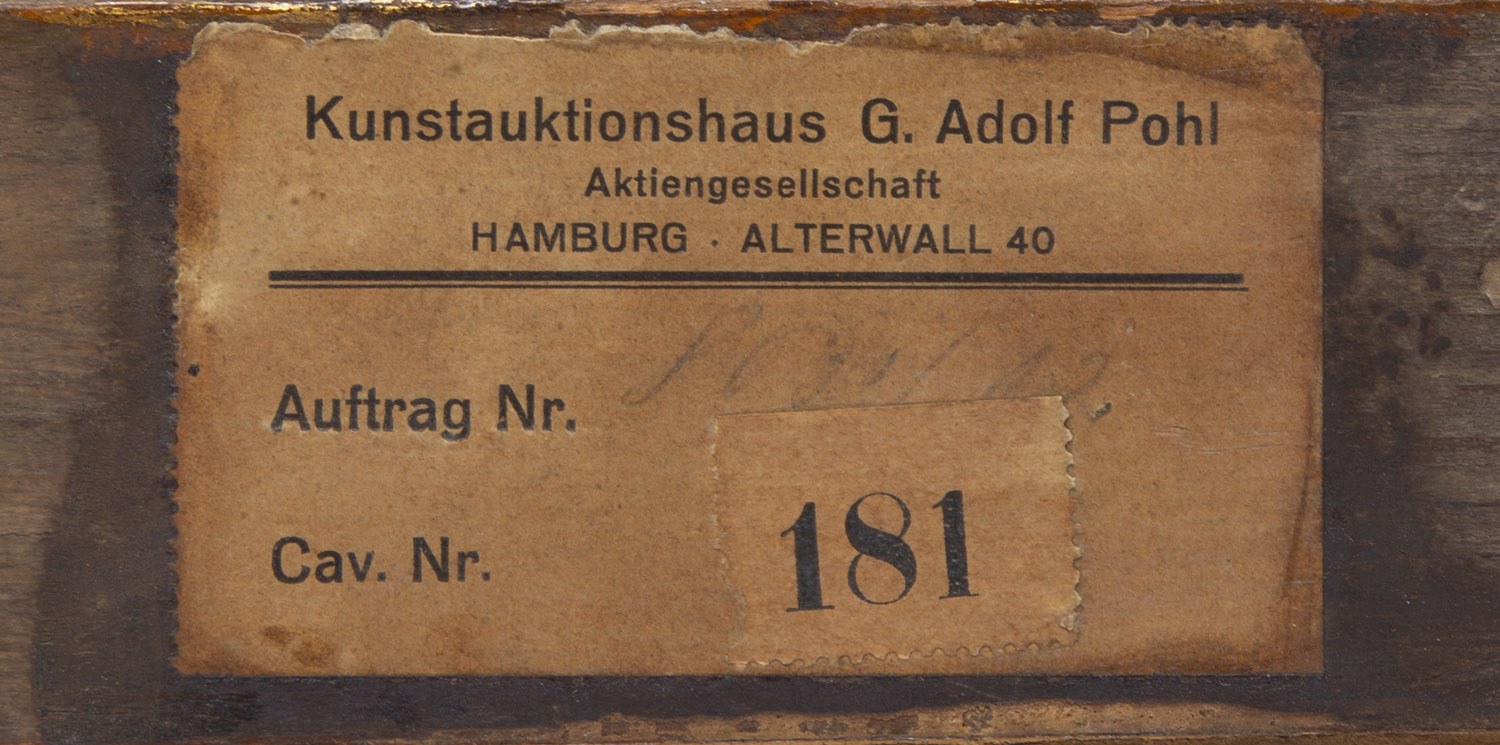 Kunstauktionshaus G. Adolf Pohl
Aktiengesellschaft
HAMBURG · ALTERWALL 40
Auftrag Nr.
Cav. Nr.
181